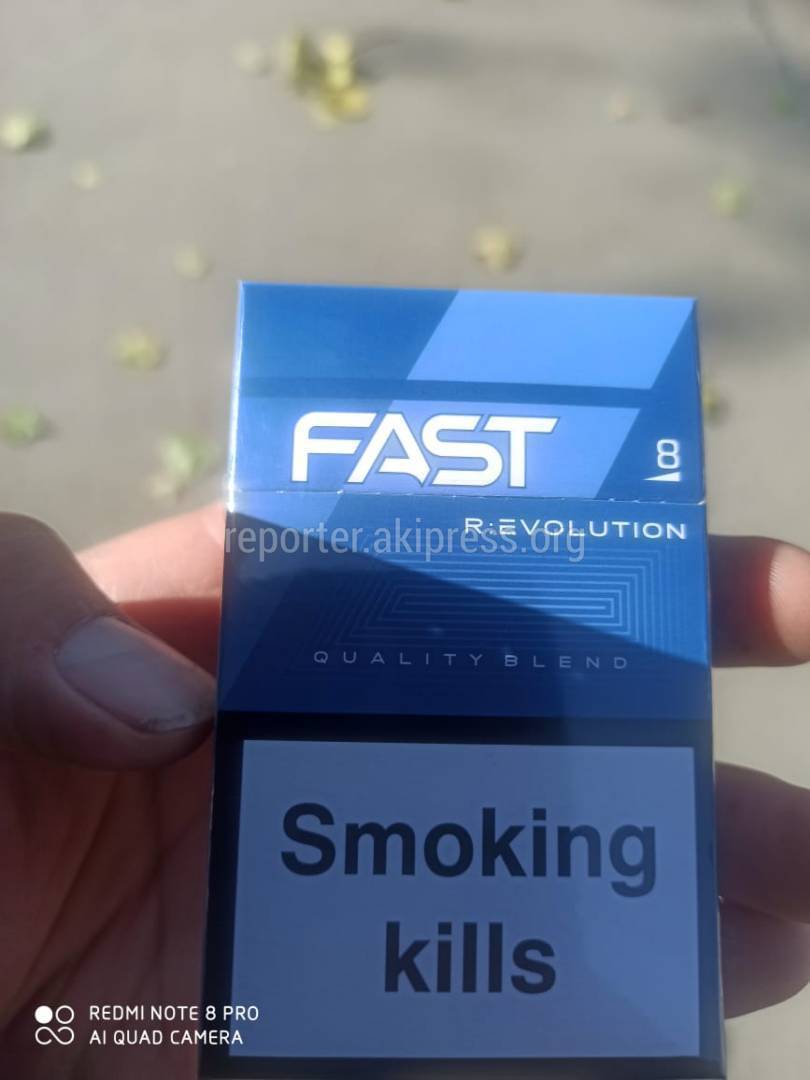 FAST
8
R:EVOLUTION
reporter.akipress.org
QUALITY BLEND
Smoking
kills
REDMI NOTE 8 PRO
AI QUAD CAMERA